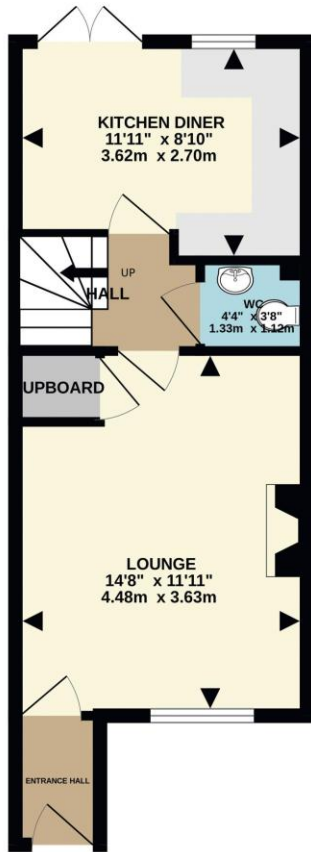 KITCHEN DINER
11'11" x 8'10"
3.62m x 2.70m
UP
HALL
WC
4'4" x 3'8"
1.33m x 1.12m
UPBOARD
LOUNGE
14'8" x 11'11"
4.48m x 3.63m
ENTRANCE HALL